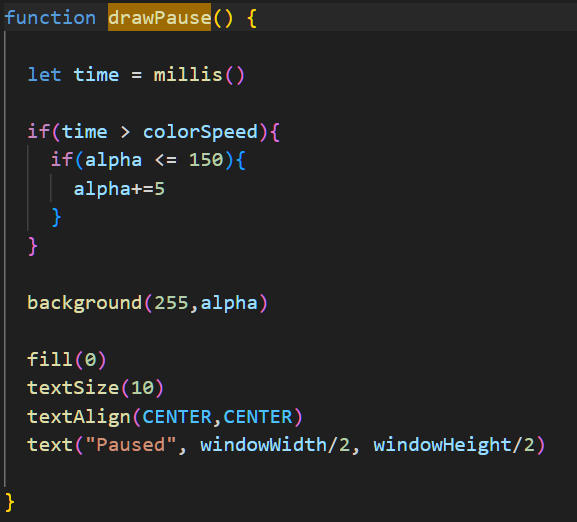 function drawPause() {
let time = millis()
if(time > colorSpeed){
if(alpha <= 150){
alpha+=5
}
}
background(255,alpha)
fill(0)
textSize(10)
textAlign(CENTER,CENTER)
text("Paused", windowWidth/2, windowHeight/2)
}